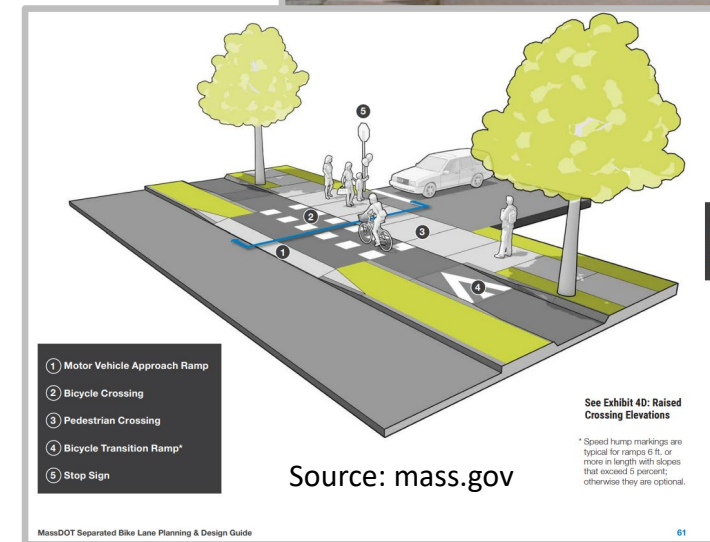 5
2
3
1
4
1 Motor Vehicle Approach Ramp
2 Bicycle Crossing
3 Pedestrian Crossing
4 Bicycle Transition Ramp*
5 Stop Sign
Source: mass.gov
See Exhibit 4D: Raised
Crossing Elevations
* Speed hump markings are
typical for ramps 6 ft. or
more in length with slopes
that exceed 5 percent;
otherwise they are optional.
MassDOT Separated Bike Lane Planning & Design Guide
61